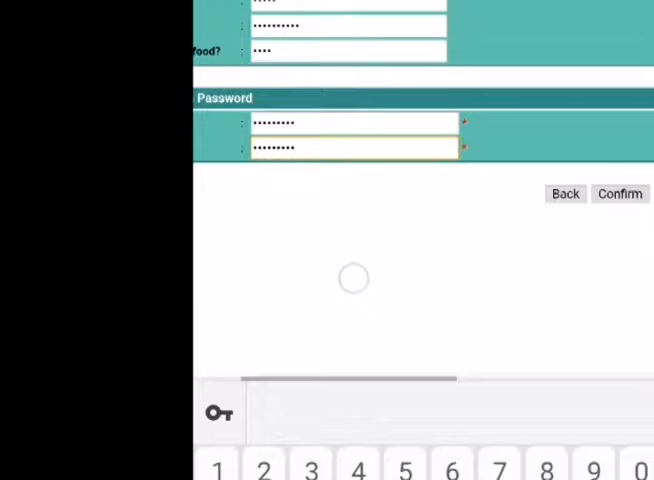 •••••
: ••••••••••
food? : ••••
Password
: ••••••••• *
: ••••••••• *
Back Confirm
1 2 3 4 5 6 7 8 9 0